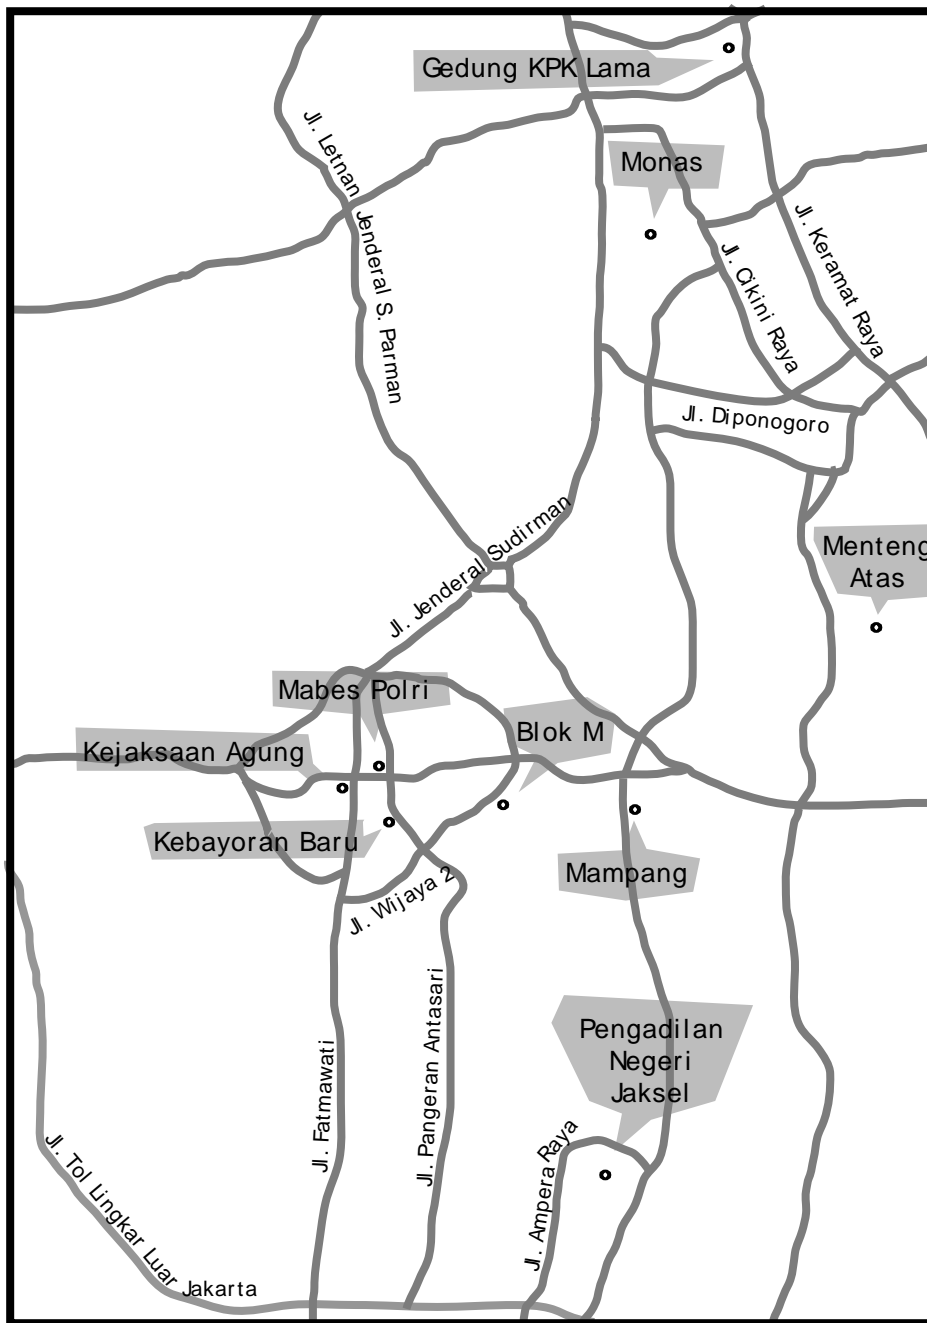 Gedung KPK Lama
Monas
Jl. Letnan Jenderal S. Parman
Jl. Keramat Raya
Jl. Cikini Raya
Jl. Diponogoro
Jl. Jenderal Sudirman
Menteng
Atas
Mabes Polri
Blok M
Kejaksaan Agung
Kebayoran Baru
Mampang
Jl. Wijaya 2
Jl. Pangeran Antasari
Jl. Fatmawati
Pengadilan
Negeri
Jaksel
Jl. Ampera Raya
Jl. Tol Lingkar Luar Jakarta